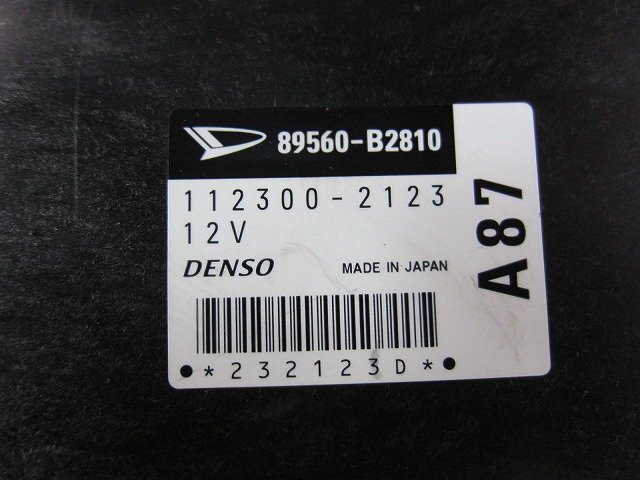 89560-B2810
112300-2123
12V
DENSO MADE IN JAPAN
*232123D*
A87